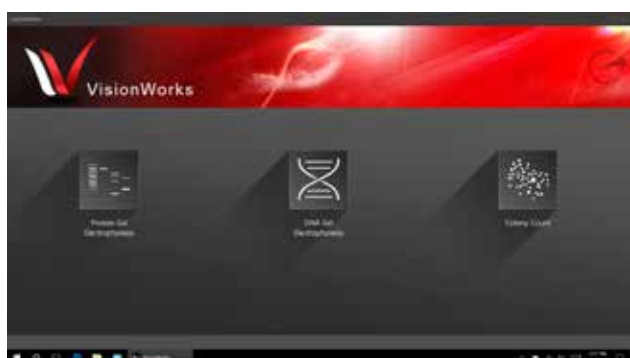 VisionWorks
Protein Gel
Electrophoresis
DNA Gel
Electrophoresis
Colony Count